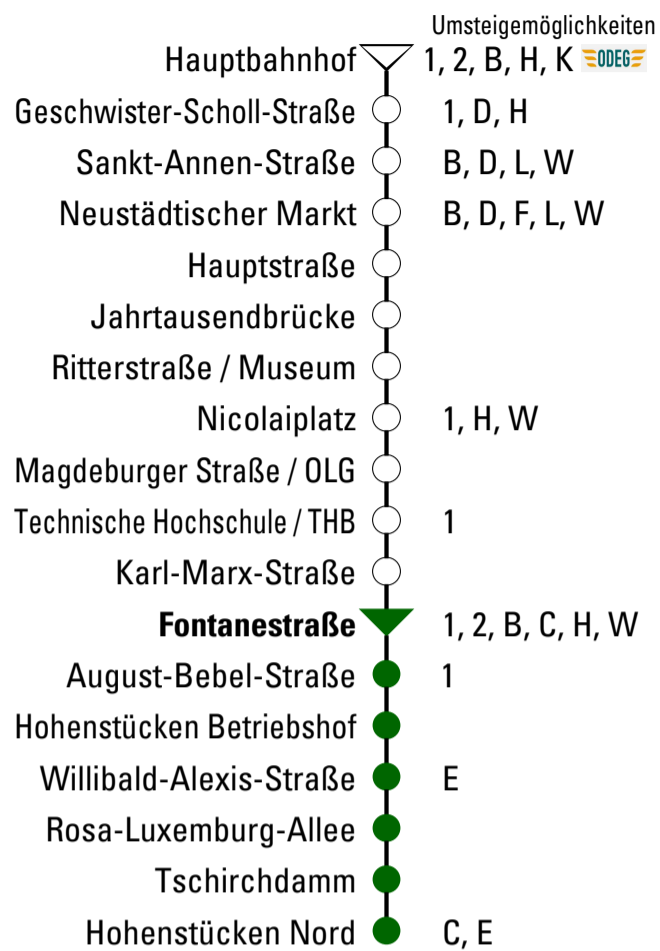 Umsteigemöglichkeiten
Hauptbahnhof 1, 2, B, H, K ODEG
Geschwister-Scholl-Straße 1, D, H
Sankt-Annen-Straße B, D, L, W
Neustädtischer Markt B, D, F, L, W
Hauptstraße
Jahrtausendbrücke
Ritterstraße / Museum
Nicolaiplatz 1, H, W
Magdeburger Straße / OLG
Technische Hochschule / THB 1
Karl-Marx-Straße
Fontanestraße 1, 2, B, C, H, W
August-Bebel-Straße 1
Hohenstücken Betriebshof
Willibald-Alexis-Straße E
Rosa-Luxemburg-Allee
Tschirchdamm
Hohenstücken Nord C, E